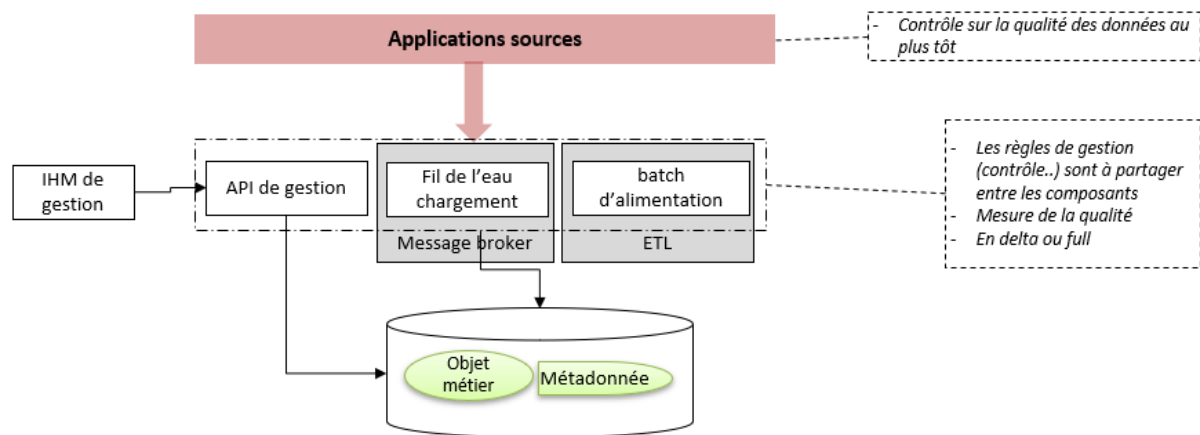 Applications sources
- Contrôle sur la qualité des données au
plus tôt
IHM de
gestion
API de gestion
Fil de l'eau
chargement
Message broker
batch
d'alimentation
ETL
- Les règles de gestion
(contrôle..) sont à partager
entre les composants
- Mesure de la qualité
- En delta ou full
Objet
métier
Métadonnée